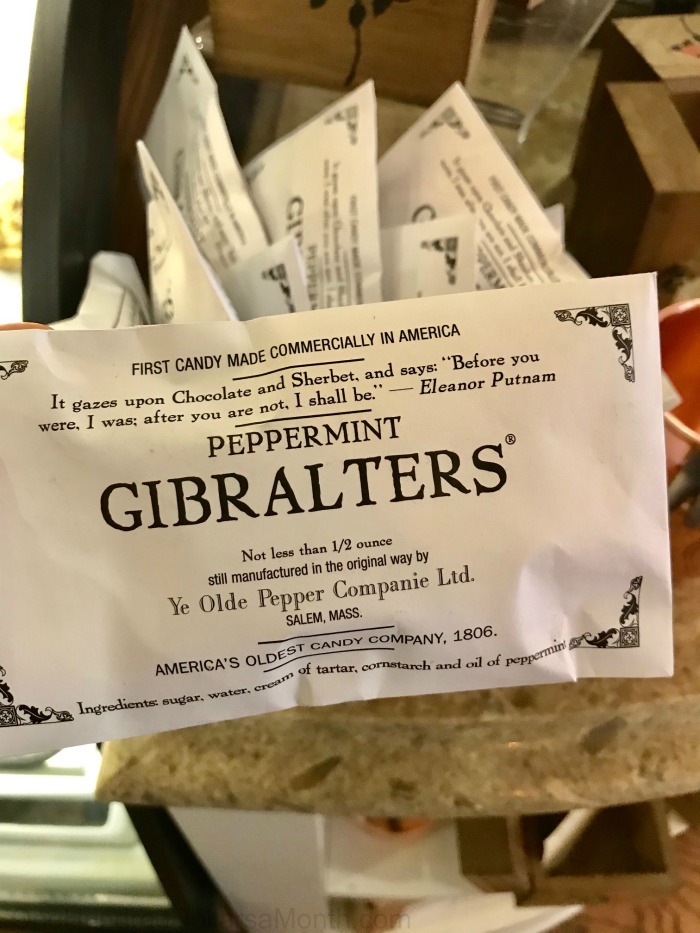 FIRST CANDY MADE COMMERCIALLY IN AMERICA
It gazes upon Chocolate and Sherbet, and says: "Before you
were, I was; after you are not, I shall be." — Eleanor Putnam
PEPPERMINT
GIBRALTERS®
Not less than 1/2 ounce
still manufactured in the original way by
Ye Olde Pepper Companie Ltd.
SALEM, MASS.
AMERICA'S OLDEST CANDY COMPANY, 1806.
Ingredients: sugar, water, cream of tartar, cornstarch and oil of peppermint